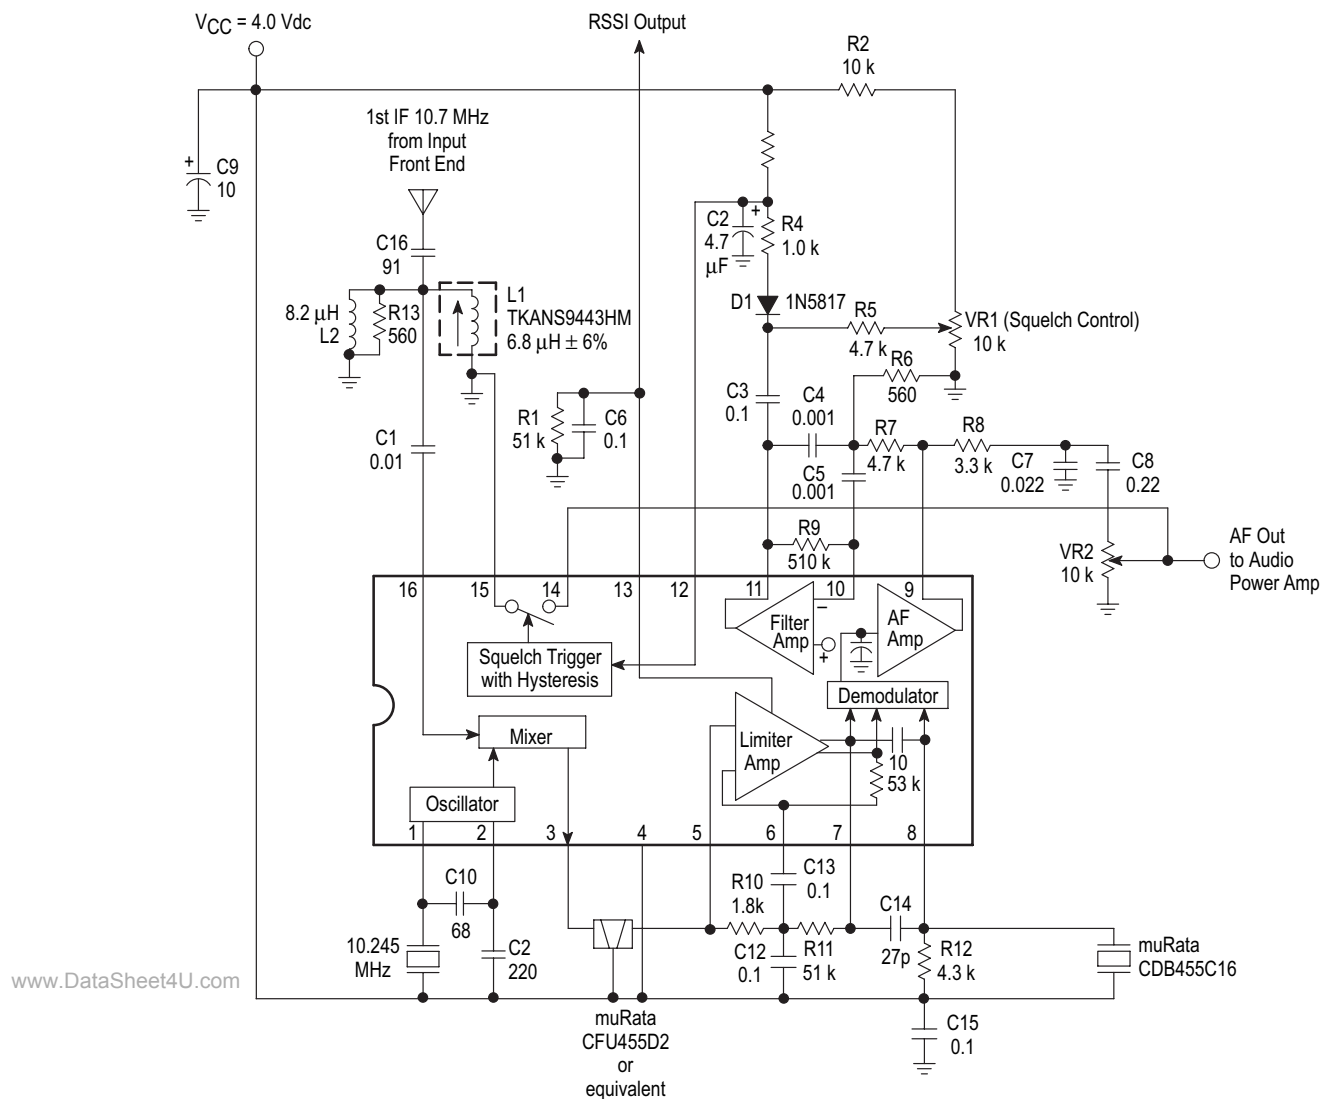 VCC = 4.0 Vdc
RSSI Output
R2
10 k
1st IF 10.7 MHz
from Input
Front End
+
C9
10
C16
91
8.2 μH
L2
R13
560
L1
TKANS9443HM
6.8 μH ± 6%
C2
4.7
μF
+
R4
1.0 k
D1
1N5817
R5
4.7 k
VR1 (Squelch Control)
10 k
R6
560
C3
0.1
C4
0.001
R1
51 k
C6
0.1
C1
0.01
R7
4.7 k
R8
3.3 k
C5
0.001
C7
0.022
C8
0.22
R9
510 k
VR2
10 k
AF Out
to Audio
Power Amp
16
15
14
13
12
11
10
9
Filter
Amp
−
+
AF
Amp
Squelch Trigger
with Hysteresis
Demodulator
Mixer
Limiter
Amp
10
53 k
Oscillator
1
2
3
4
5
6
7
8
C10
68
R10
1.8k
C13
0.1
C14
27p
10.245
MHz
C2
220
C12
0.1
R11
51 k
R12
4.3 k
muRata
CDB455C16
www.DataSheet4U.com
muRata
CFU455D2
or
equivalent
C15
0.1